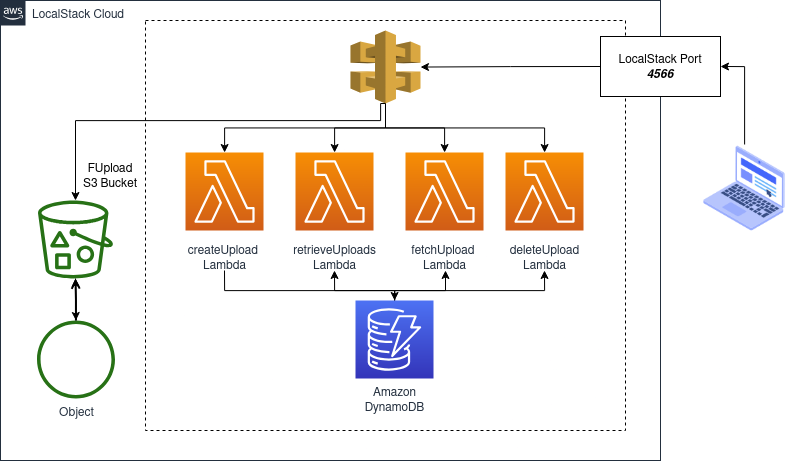 aws
LocalStack Cloud
LocalStack Port
4566
FUpload
S3 Bucket
createUpload
Lambda
retrieveUploads
Lambda
fetchUpload
Lambda
deleteUpload
Lambda
Amazon
DynamoDB
Object